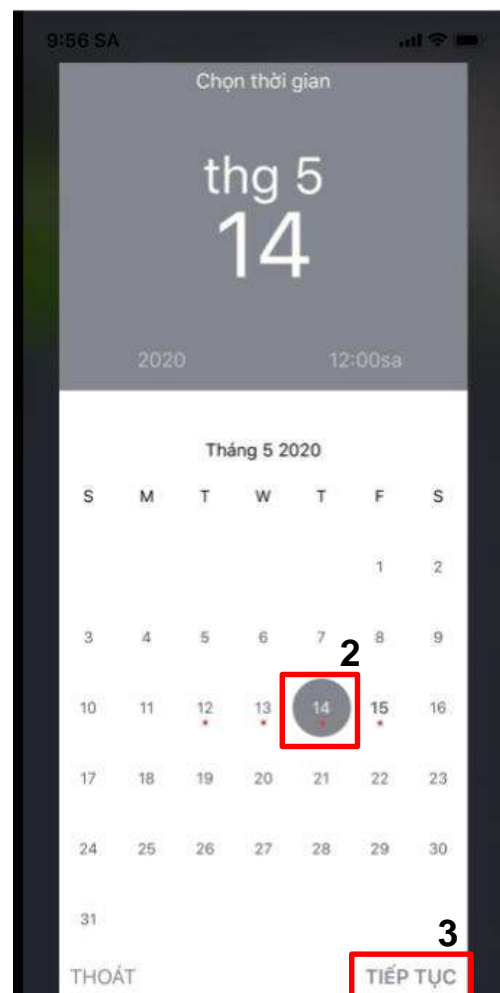 9:56 SA
Chọn thời gian
thg 5
14
2020 12:00sa
Tháng 5 2020
S M T W T F S
1 2
3 4 5 6 7 8 9
2
10 11 12 13 14 15 16
17 18 19 20 21 22 23
24 25 26 27 28 29 30
31
3
THOÁT TIẾP TỤC